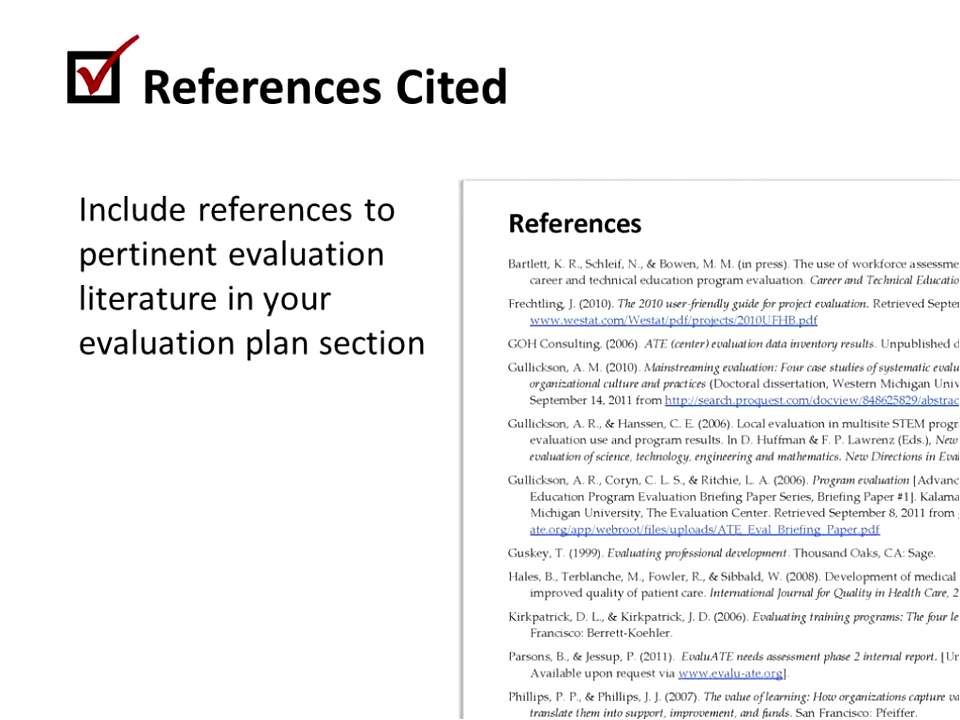 References Cited
Include references to
pertinent evaluation
literature in your
evaluation plan section
References
Bartlett, K. R., Schleif, N., & Bowen, M. M. (in press). The use of workforce assessme
career and technical education program evaluation. Career and Technical Educatio
Frechtling, J. (2010). The 2010 user-friendly guide for project evaluation. Retrieved Septe
www.westat.com/Westat/pdf/projects/2010UFHB.pdf
GOH Consulting. (2006). ATE (center) evaluation data inventory results. Unpublished d
Gullickson, A. M. (2010). Mainstreaming evaluation: Four case studies of systematic evalu
organizational culture and practices (Doctoral dissertation, Western Michigan Univ
September 14, 2011 from http://search.proquest.com/docview/848625829/abstrac
Gullickson, A. R., & Hanssen, C. E. (2006). Local evaluation in multisite STEM progr
evaluation use and program results. In D. Huffman & F. P. Lawrenz (Eds.), New
evaluation of science, technology, engineering and mathematics. New Directions in Eval
Gullickson, A. R., Coryn, C. L. S., & Ritchie, L. A. (2006). Program evaluation [Advanc
Education Program Evaluation Briefing Paper Series, Briefing Paper #1]. Kalama
Michigan University, The Evaluation Center. Retrieved September 8, 2011 from
ate.org/app/webroot/files/uploads/ATE_Eval_Briefing_Paper.pdf
Guskey, T. (1999). Evaluating professional development. Thousand Oaks, CA: Sage.
Hales, B., Terblanche, M., Fowler, R., & Sibbald, W. (2008). Development of medical
improved quality of patient care. International Journal for Quality in Health Care, 2
Kirkpatrick, D. L., & Kirkpatrick, J. D. (2006). Evaluating training programs: The four le
Francisco: Berrett-Koehler.
Parsons, B., & Jessup, P. (2011). EvaluATE needs assessment phase 2 internal report. [Un
Available upon request via www.evalu-ate.org].
Phillips, P. P., & Phillips, J. J. (2007). The value of learning: How organizations capture va
translate them into support, improvement, and funds. San Francisco: Pfeiffer.